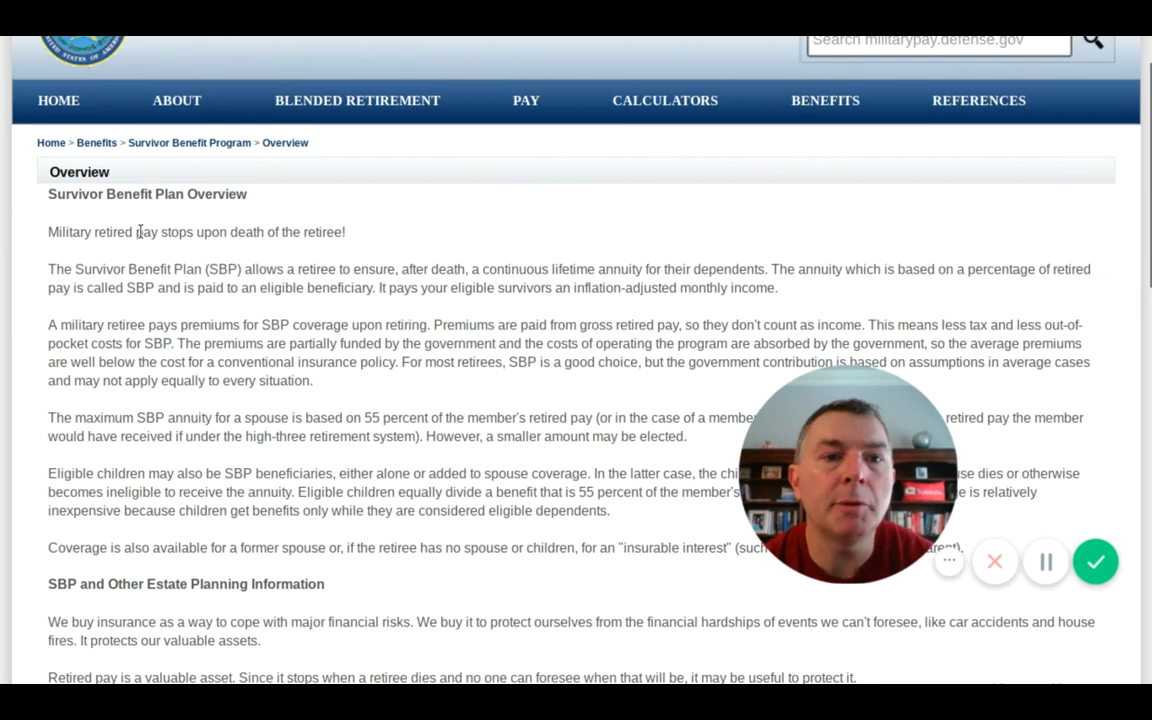 UNITED STATES OF AMERICA
Search militarypay.defense.gov
HOME ABOUT BLENDED RETIREMENT PAY CALCULATORS BENEFITS REFERENCES
Home > Benefits > Survivor Benefit Program > Overview
Overview
Survivor Benefit Plan Overview
Military retired pay stops upon death of the retiree!
The Survivor Benefit Plan (SBP) allows a retiree to ensure, after death, a continuous lifetime annuity for their dependents. The annuity which is based on a percentage of retired
pay is called SBP and is paid to an eligible beneficiary. It pays your eligible survivors an inflation-adjusted monthly income.
A military retiree pays premiums for SBP coverage upon retiring. Premiums are paid from gross retired pay, so they don't count as income. This means less tax and less out-of-
pocket costs for SBP. The premiums are partially funded by the government and the costs of operating the program are absorbed by the government, so the average premiums
are well below the cost for a conventional insurance policy. For most retirees, SBP is a good choice, but the government contribution is based on assumptions in average cases
and may not apply equally to every situation.
The maximum SBP annuity for a spouse is based on 55 percent of the member's retired pay (or in the case of a retired pay the member
would have received if under the high-three retirement system). However, a smaller amount may be elected.
Eligible children may also be SBP beneficiaries, either alone or added to spouse coverage. In the latter case, the dies or otherwise
becomes ineligible to receive the annuity. Eligible children equally divide a benefit that is 55 percent of the member's is relatively
inexpensive because children get benefits only while they are considered eligible dependents.
Coverage is also available for a former spouse or, if the retiree has no spouse or children, for an "insurable interest"
SBP and Other Estate Planning Information
We buy insurance as a way to cope with major financial risks. We buy it to protect ourselves from the financial hardships of events we can't foresee, like car accidents and house
fires. It protects our valuable assets.
Retired pay is a valuable asset. Since it stops when a retiree dies and no one can foresee when that will be, it may be useful to protect it.